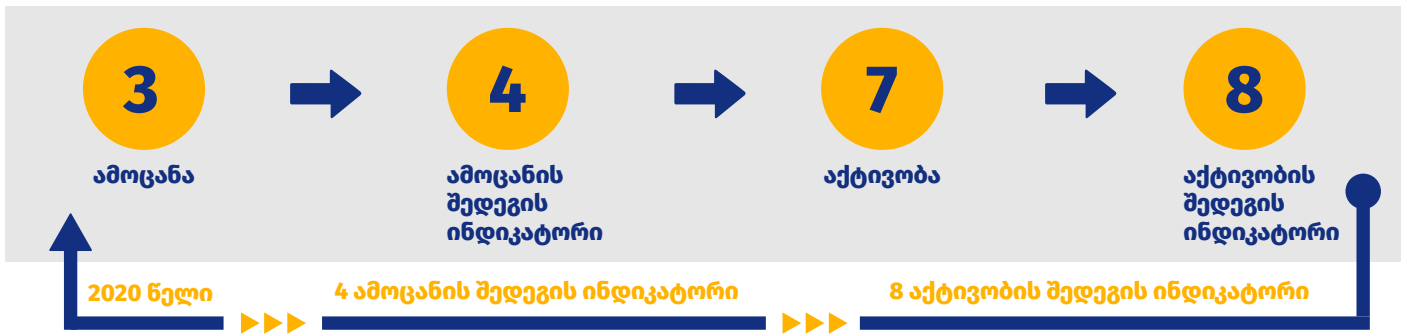 3
4
7
8
ამოცანა
ამოცანის
შედეგის
ინდიკატორი
აქტივობა
აქტივობის
შედეგის
ინდიკატორი
2020 წელი
4 ამოცანის შედეგის ინდიკატორი
8 აქტივობის შედეგის ინდიკატორი